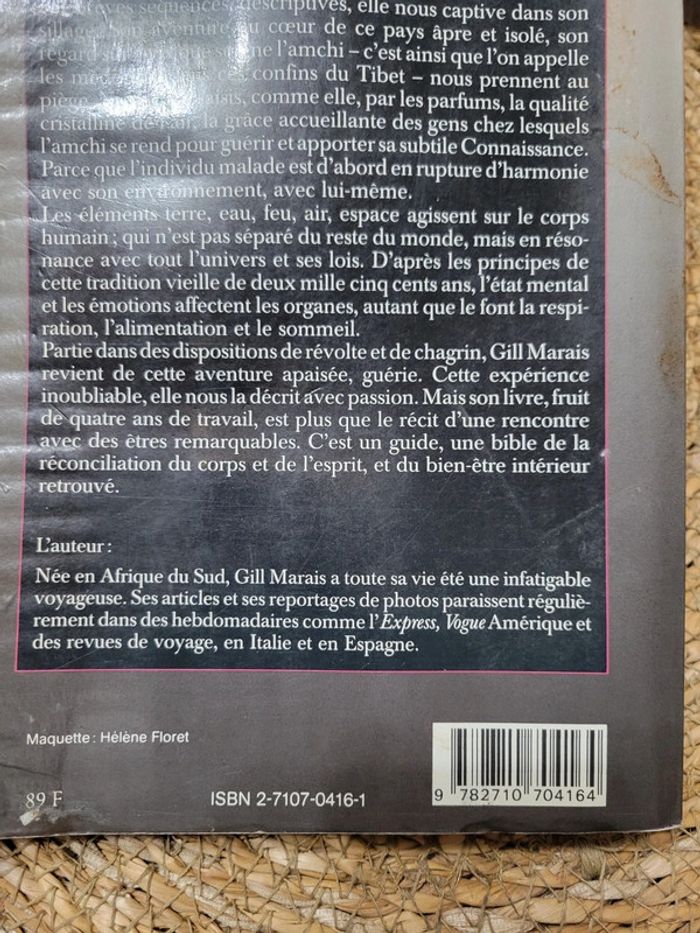 séquences, descriptives, elle nous captive dans son
sillage. Son aventure au cœur de ce pays âpre et isolé, son
regard sur l'amchi – c'est ainsi que l'on appelle
les confins du Tibet – nous prennent au
piège, comme elle, par les parfums, la qualité
cristalline de l'air, la grâce accueillante des gens chez lesquels
l'amchi se rend pour guérir et apporter sa subtile Connaissance.
Parce que l'individu malade est d'abord en rupture d'harmonie
avec son environnement, avec lui-même.
Les éléments terre, eau, feu, air, espace agissent sur le corps
humain ; qui n'est pas séparé du reste du monde, mais en réso-
nance avec tout l'univers et ses lois. D'après les principes de
cette tradition vieille de deux mille cinq cents ans, l'état mental
et les émotions affectent les organes, autant que le font la respi-
ration, l'alimentation et le sommeil.
Partie dans des dispositions de révolte et de chagrin, Gill Marais
revient de cette aventure apaisée, guérie. Cette expérience
inoubliable, elle nous la décrit avec passion. Mais son livre, fruit
de quatre ans de travail, est plus que le récit d'une rencontre
avec des êtres remarquables. C'est un guide, une bible de la
réconciliation du corps et de l'esprit, et du bien-être intérieur
retrouvé.
L'auteur :
Née en Afrique du Sud, Gill Marais a toute sa vie été une infatigable
voyageuse. Ses articles et ses reportages de photos paraissent réguliè-
rement dans des hebdomadaires comme l'Express, Vogue Amérique et
des revues de voyage, en Italie et en Espagne.
Maquette : Hélène Floret
89 F
ISBN 2-7107-0416-1
9 782710 704164